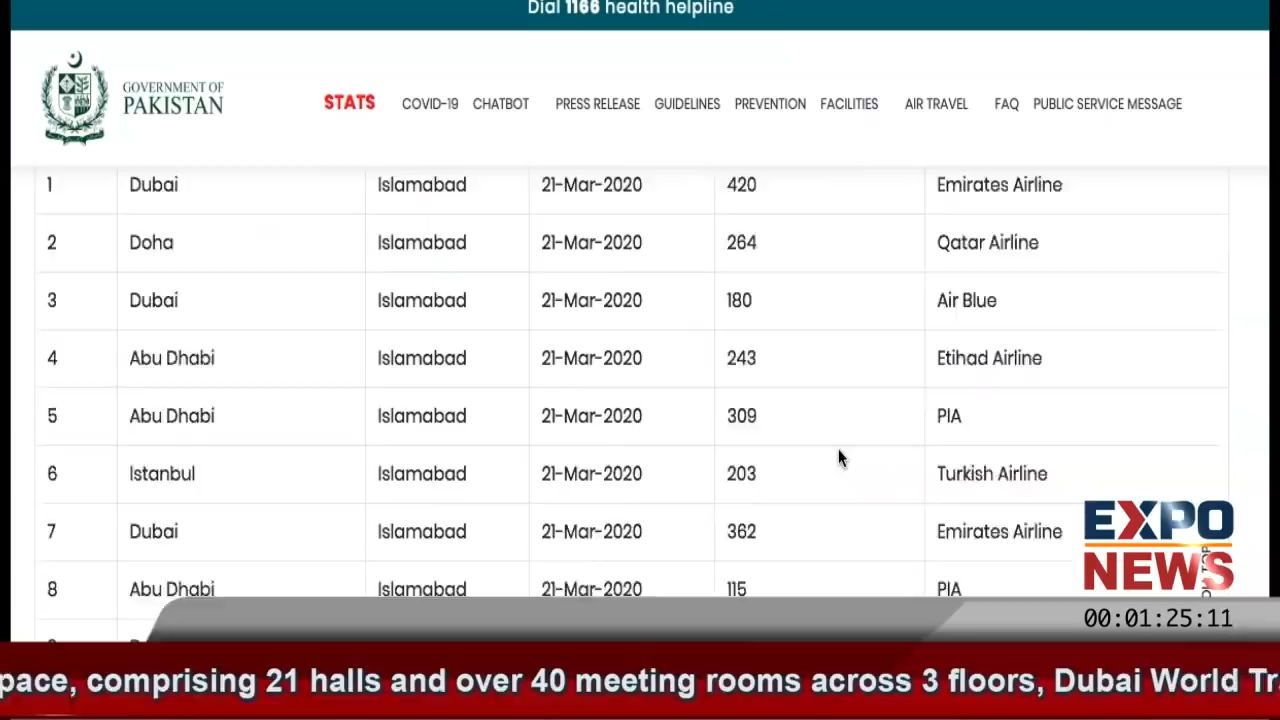 Dial 1166 health helpline
GOVERNMENT OF
PAKISTAN
STATS COVID-19 CHATBOT PRESS RELEASE GUIDELINES PREVENTION FACILITIES AIR TRAVEL FAQ PUBLIC SERVICE MESSAGE
1 Dubai Islamabad 21-Mar-2020 420 Emirates Airline
2 Doha Islamabad 21-Mar-2020 264 Qatar Airline
3 Dubai Islamabad 21-Mar-2020 180 Air Blue
4 Abu Dhabi Islamabad 21-Mar-2020 243 Etihad Airline
5 Abu Dhabi Islamabad 21-Mar-2020 309 PIA
6 Istanbul Islamabad 21-Mar-2020 203 Turkish Airline
7 Dubai Islamabad 21-Mar-2020 362 Emirates Airline
8 Abu Dhabi Islamabad 21-Mar-2020 115 PIA
EXPO
NEWS
00:01:25:11
pace, comprising 21 halls and over 40 meeting rooms across 3 floors, Dubai World Tr